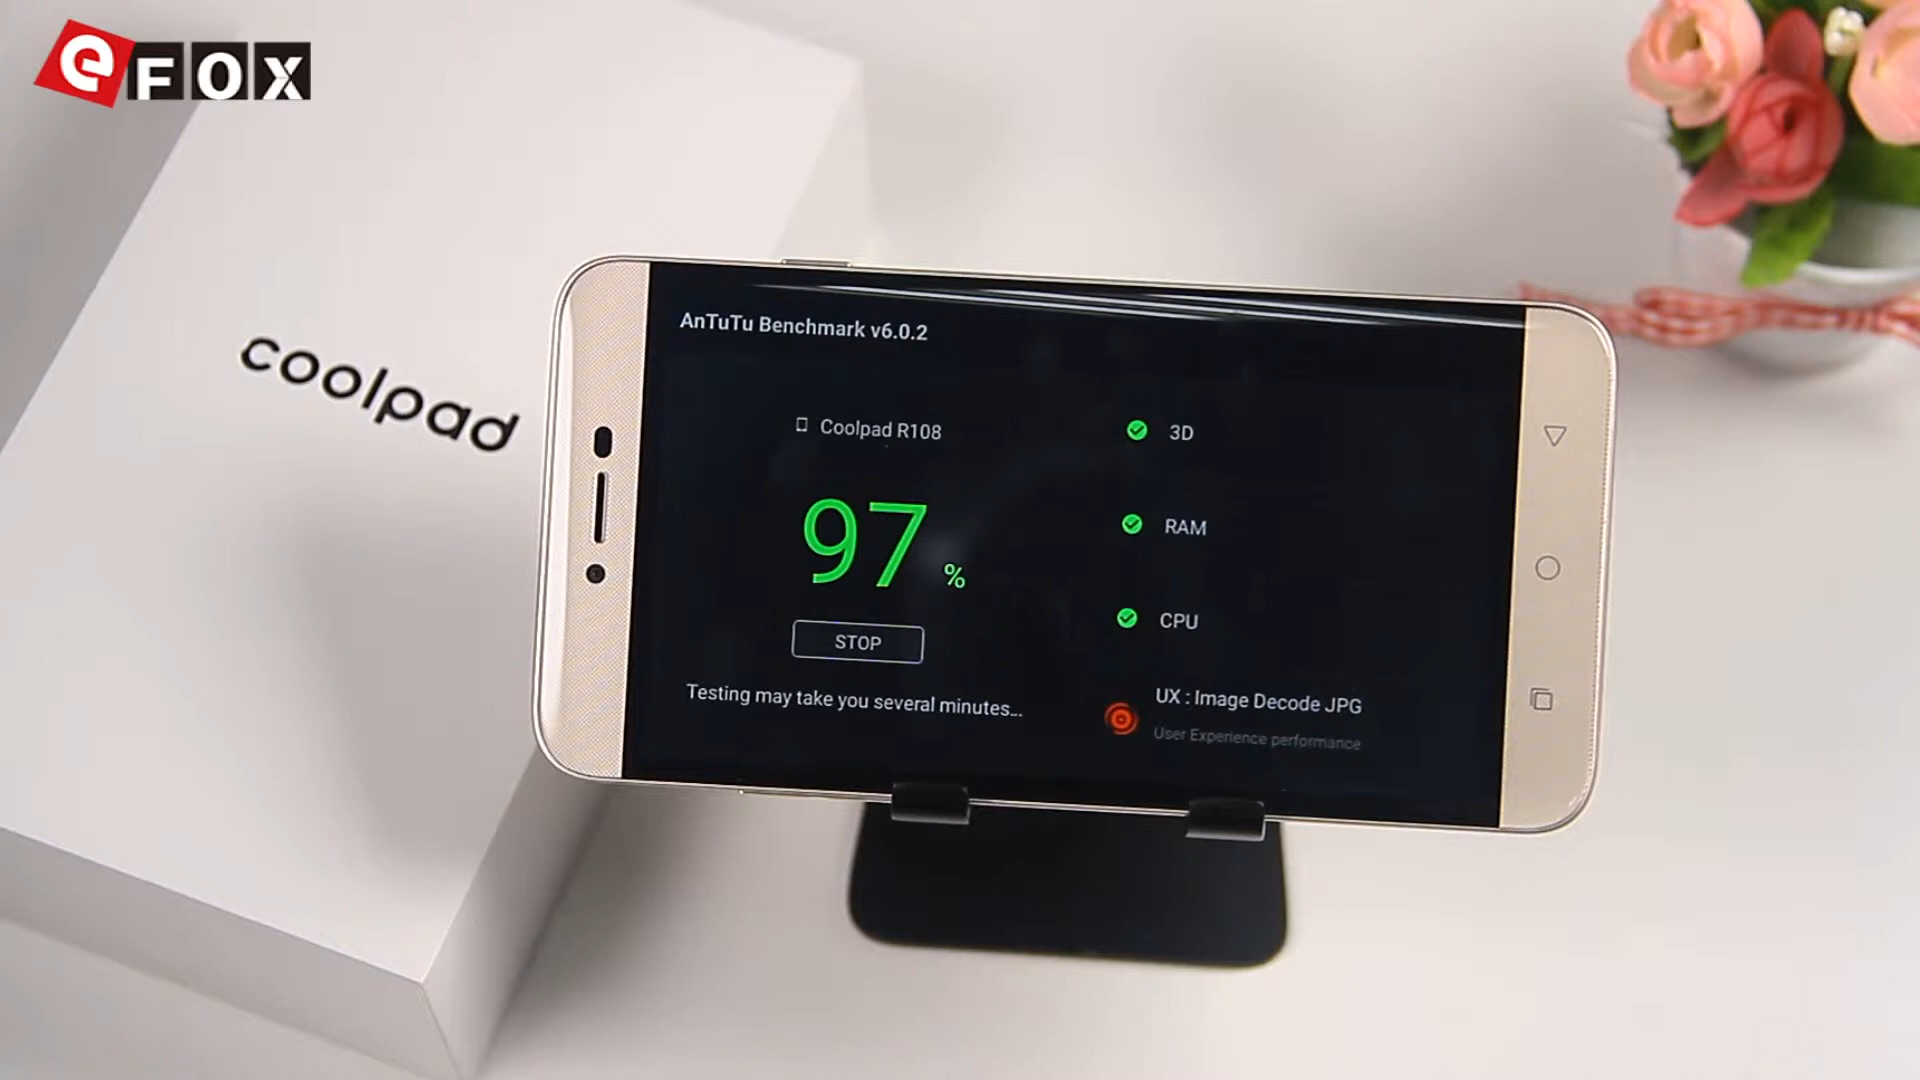 eFOX
coolpad
AnTuTu Benchmark v6.0.2
Coolpad R108
97 %
STOP
Testing may take you several minutes...
3D
RAM
CPU
UX : Image Decode JPG
User Experience performance